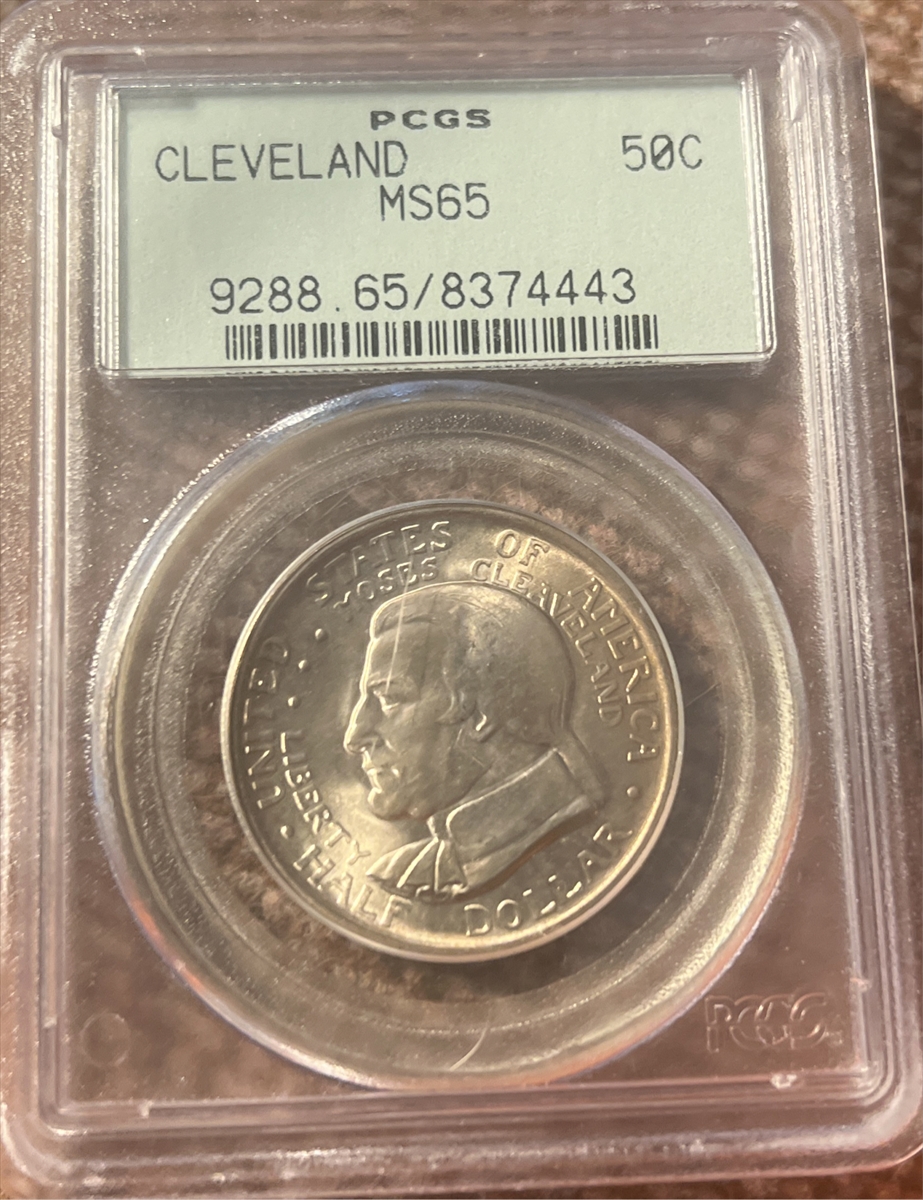 PCGS
CLEVELAND 50C
MS65
9288.65/8374443
UNITED STATES OF AMERICA
MOSES CLEAVELAND
LIBERTY
HALF DOLLAR
PCGS